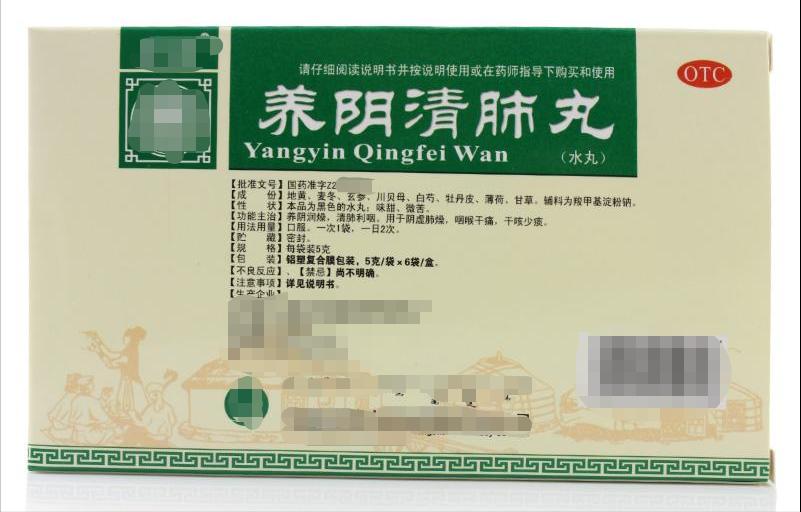 请仔细阅读说明书并按说明使用或在药师指导下购买和使用
OTC
养阴清肺丸
Yangyin Qingfei Wan
（水丸）
【批准文号】国药准字Z2
【成　份】地黄、麦冬、玄参、川贝母、白芍、牡丹皮、薄荷、甘草。辅料为羧甲基淀粉钠。
【性　状】本品为黑色的水丸；味甜、微苦。
【功能主治】养阴润燥，清肺利咽。用于阴虚肺燥，咽喉干痛，干咳少痰。
【用法用量】口服。一次1袋，一日2次。
【贮　藏】密封。
【规　格】每袋装5克
【包　装】铝塑复合膜包装，5克/袋×6袋/盒。
【不良反应】、【禁忌】尚不明确。
【注意事项】详见说明书。
【生产企业】